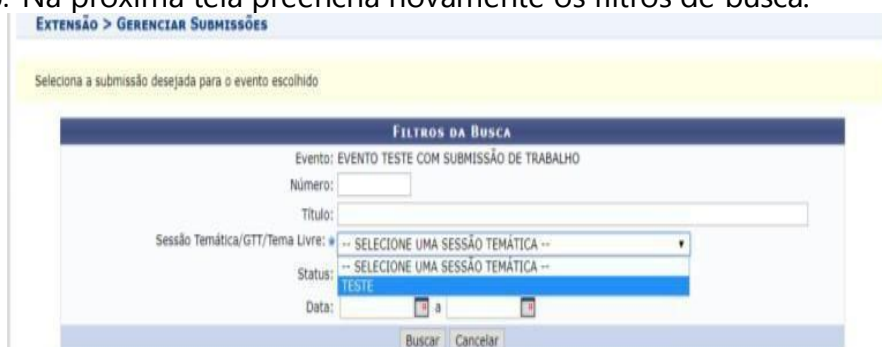 . Na próxima tela preencha novamente os filtros de busca.
EXTENSÃO > GERENCIAR SUBMISSÕES
Seleciona a submissão desejada para o evento escolhido
FILTROS DA BUSCA
Evento: EVENTO TESTE COM SUBMISSÃO DE TRABALHO
Número:
Título:
Sessão Temática/GTT/Tema Livre: -- SELECIONE UMA SESSÃO TEMÁTICA --
-- SELECIONE UMA SESSÃO TEMÁTICA --
Status:
TESTE
Data: a
Buscar Cancelar